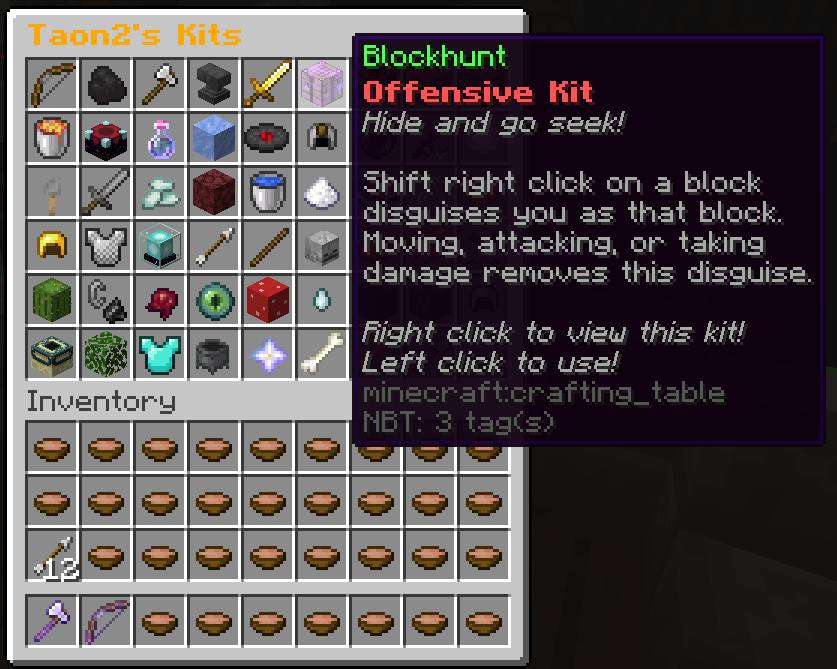 Taon2's Kits
Blockhunt
Offensive Kit
Hide and go seek!
Shift right click on a block
disguises you as that block.
Moving, attacking, or taking
damage removes this disguise.
Right click to view this kit!
Left click to use!
minecraft:crafting_table
NBT: 3 tag(s)
Inventory
12